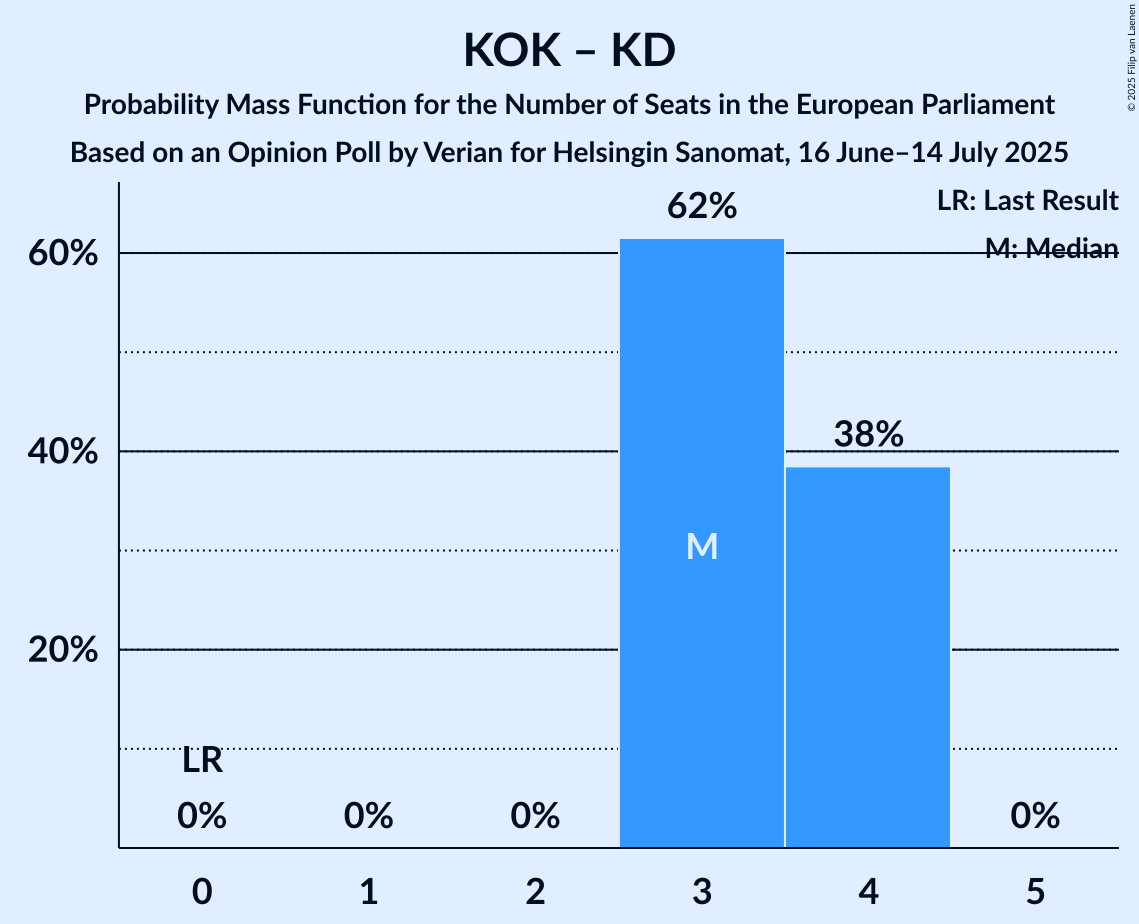 KOK – KD
Probability Mass Function for the Number of Seats in the European Parliament
Based on an Opinion Poll by Verian for Helsingin Sanomat, 16 June–14 July 2025
© 2025 Filip van Laenen
LR: Last Result
M: Median
60%
40%
20%
62%
38%
M
LR
0%
0%
0%
0%
0
1
2
3
4
5